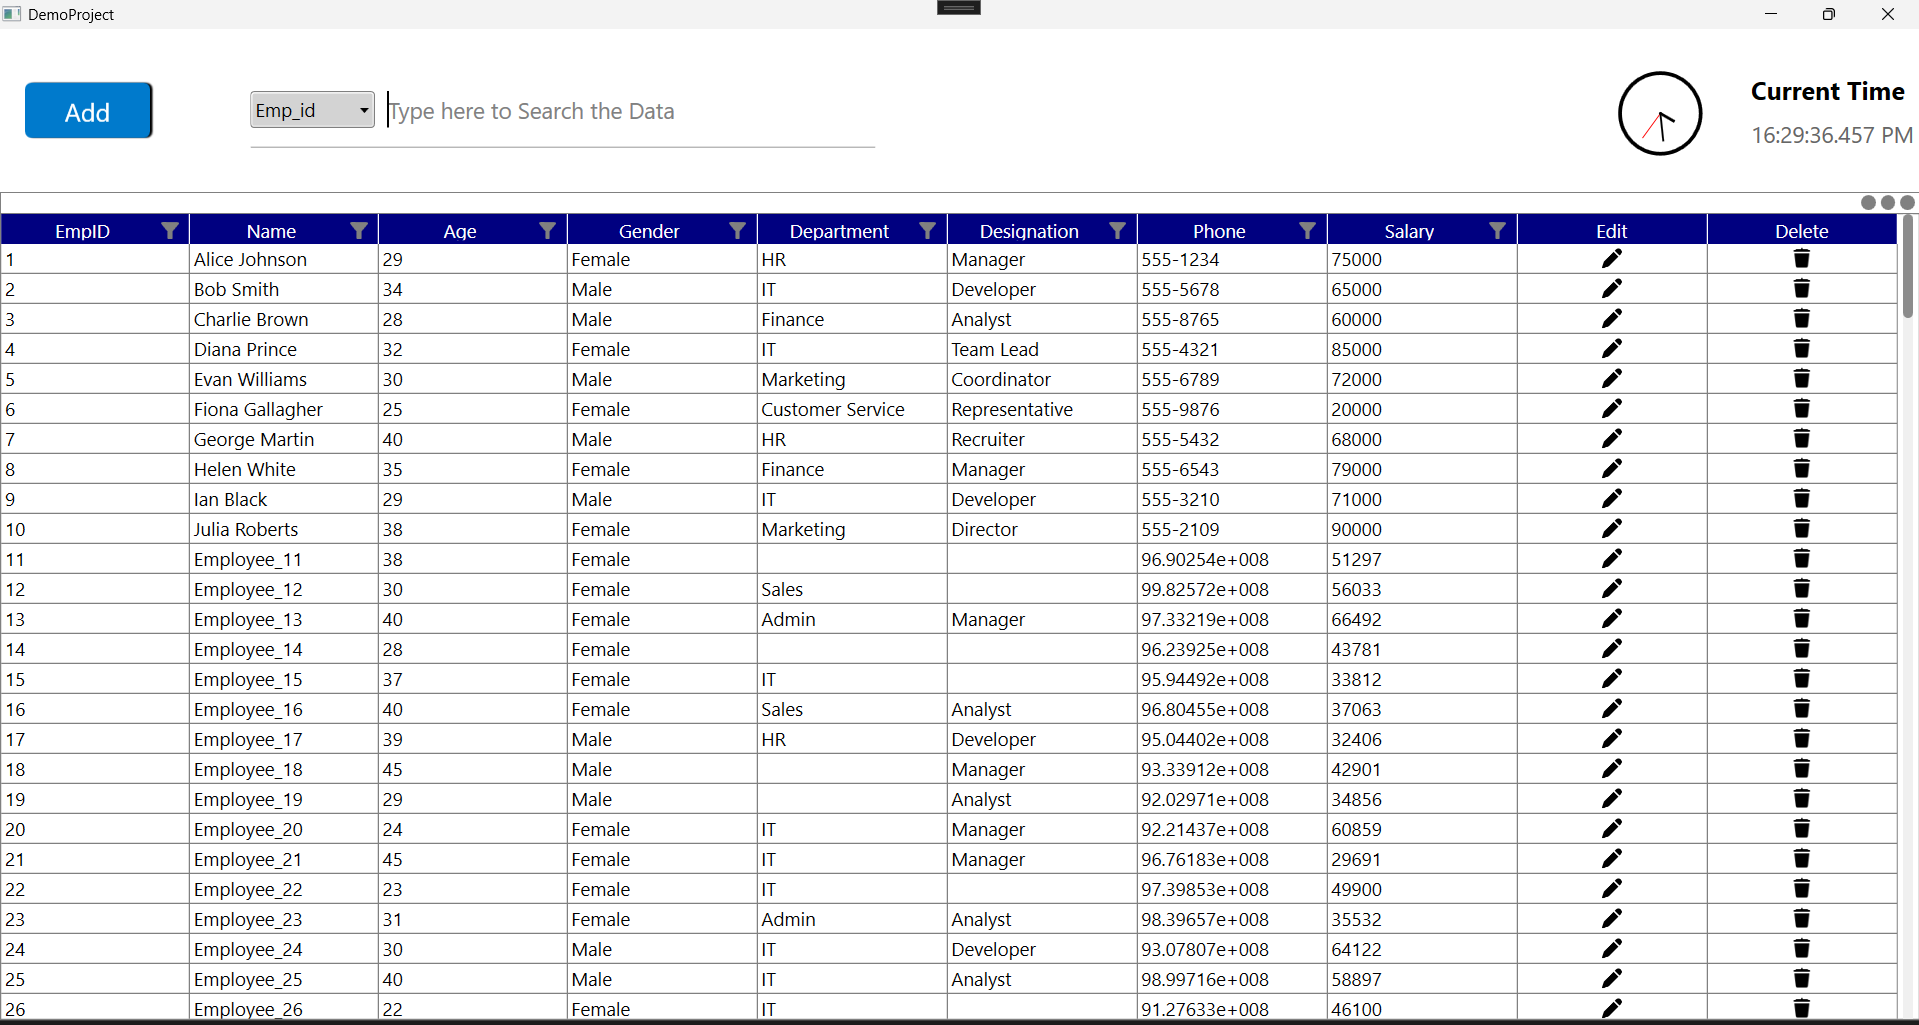 DemoProject
Add
Emp_id
Type here to Search the Data
Current Time
16:29:36.457 PM
EmpID Name Age Gender Department Designation Phone Salary Edit Delete
1 Alice Johnson 29 Female HR Manager 555-1234 75000
2 Bob Smith 34 Male IT Developer 555-5678 65000
3 Charlie Brown 28 Male Finance Analyst 555-8765 60000
4 Diana Prince 32 Female IT Team Lead 555-4321 85000
5 Evan Williams 30 Male Marketing Coordinator 555-6789 72000
6 Fiona Gallagher 25 Female Customer Service Representative 555-9876 20000
7 George Martin 40 Male HR Recruiter 555-5432 68000
8 Helen White 35 Female Finance Manager 555-6543 79000
9 Ian Black 29 Male IT Developer 555-3210 71000
10 Julia Roberts 38 Female Marketing Director 555-2109 90000
11 Employee_11 38 Female 96.90254e+008 51297
12 Employee_12 30 Female Sales 99.82572e+008 56033
13 Employee_13 40 Female Admin Manager 97.33219e+008 66492
14 Employee_14 28 Female 96.23925e+008 43781
15 Employee_15 37 Female IT 95.94492e+008 33812
16 Employee_16 40 Female Sales Analyst 96.80455e+008 37063
17 Employee_17 39 Male HR Developer 95.04402e+008 32406
18 Employee_18 45 Male Manager 93.33912e+008 42901
19 Employee_19 29 Male Analyst 92.02971e+008 34856
20 Employee_20 24 Female IT Manager 92.21437e+008 60859
21 Employee_21 45 Female IT Manager 96.76183e+008 29691
22 Employee_22 23 Female IT 97.39853e+008 49900
23 Employee_23 31 Female Admin Analyst 98.39657e+008 35532
24 Employee_24 30 Male IT Developer 93.07807e+008 64122
25 Employee_25 40 Male IT Analyst 98.99716e+008 58897
26 Employee_26 22 Female IT 91.27633e+008 46100